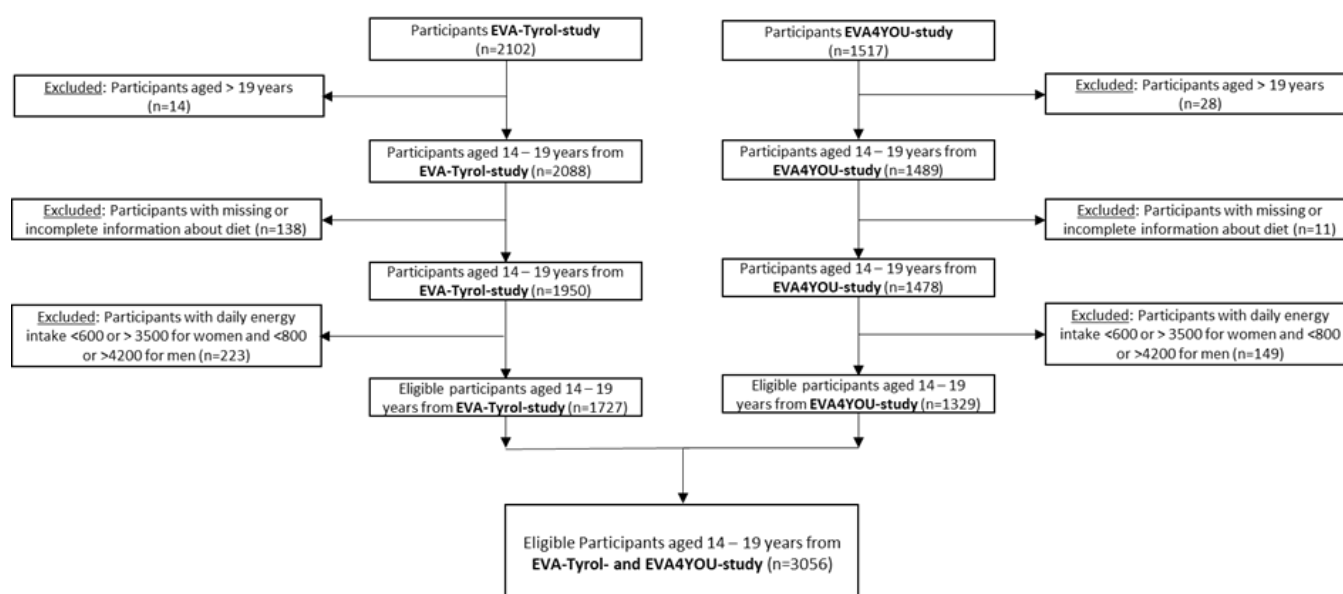 Participants EVA-Tyrol-study
(n=2102)
Participants EVA4YOU-study
(n=1517)
Excluded: Participants aged > 19 years
(n=14)
Excluded: Participants aged > 19 years
(n=28)
Participants aged 14 – 19 years from
EVA-Tyrol-study (n=2088)
Participants aged 14 – 19 years from
EVA4YOU-study (n=1489)
Excluded: Participants with missing or
incomplete information about diet (n=138)
Excluded: Participants with missing or
incomplete information about diet (n=11)
Participants aged 14 – 19 years from
EVA-Tyrol-study (n=1950)
Participants aged 14 – 19 years from
EVA4YOU-study (n=1478)
Excluded: Participants with daily energy
intake <600 or > 3500 for women and <800
or >4200 for men (n=223)
Excluded: Participants with daily energy
intake <600 or > 3500 for women and <800
or >4200 for men (n=149)
Eligible participants aged 14 – 19
years from EVA-Tyrol-study (n=1727)
Eligible participants aged 14 – 19
years from EVA4YOU-study (n=1329)
Eligible Participants aged 14 – 19 years from
EVA-Tyrol- and EVA4YOU-study (n=3056)